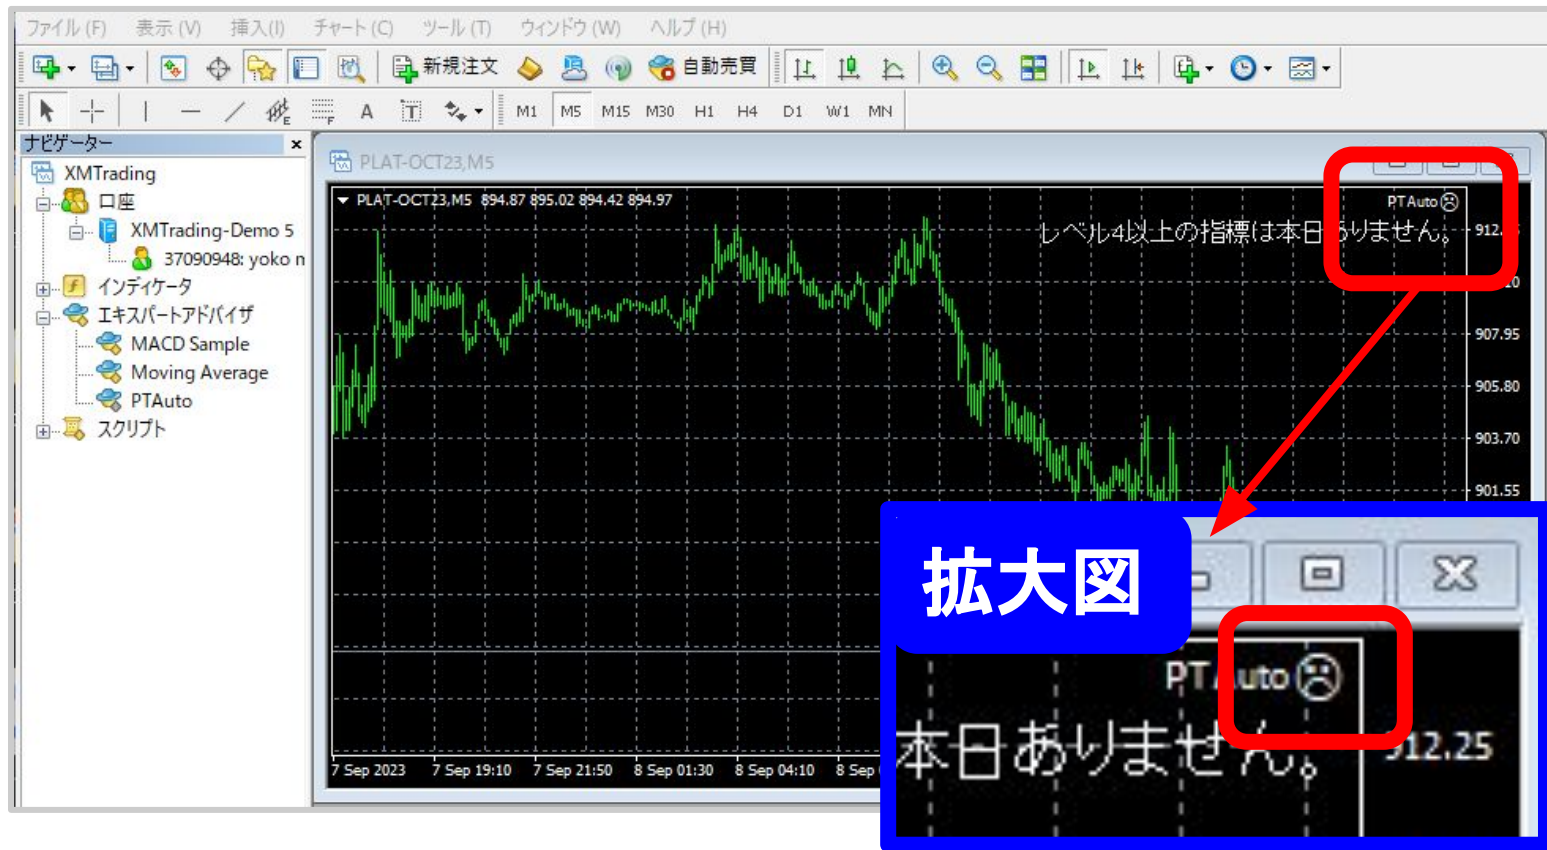 ファイル (F) 表示 (V) 挿入(I) チャート (C) ツール (T) ウィンドウ (W) ヘルプ (H)
新規注文 自動売買
E F A T M1 M5 M15 M30 H1 H4 D1 W1 MN
ナビゲーター
XMTrading
口座
XMTrading-Demo 5
37090948: yoko n
インディケータ
エキスパートアドバイザ
MACD Sample
Moving Average
PTAuto
スクリプト
PLAT-OCT23,M5
PLAT-OCT23,M5 894.87 895.02 894.42 894.97
PTAuto
レベル4以上の指標は本日ありません。
907.95
905.80
903.70
901.55
7 Sep 2023 7 Sep 19:10 7 Sep 21:50 8 Sep 01:30 8 Sep 04:10 8 Sep
拡大図
PTAuto
本日ありません。
912.25